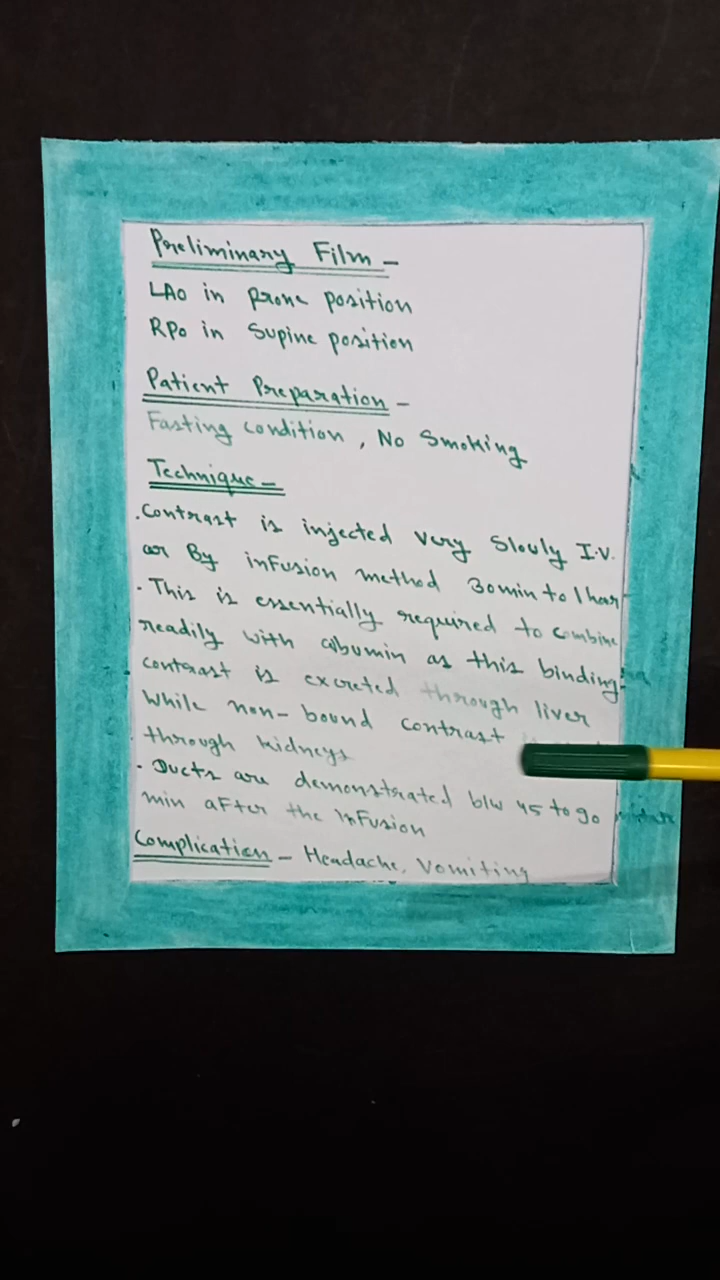 Preliminary Film -
LAO in prone position
RPO in Supine position
Patient Preparation -
Fasting condition, No Smoking
Technique -
. Contrast is injected very slowly I.V.
or By infusion method 30min to 1 hour
. This is essentially required to combine
readily with albumin as this binding
contrast is excreted through liver
While non-bound contrast
through kidneys
. Ducts are demonstrated b/w 45 to 90
min after the Infusion
Complication - Headache, Vomiting